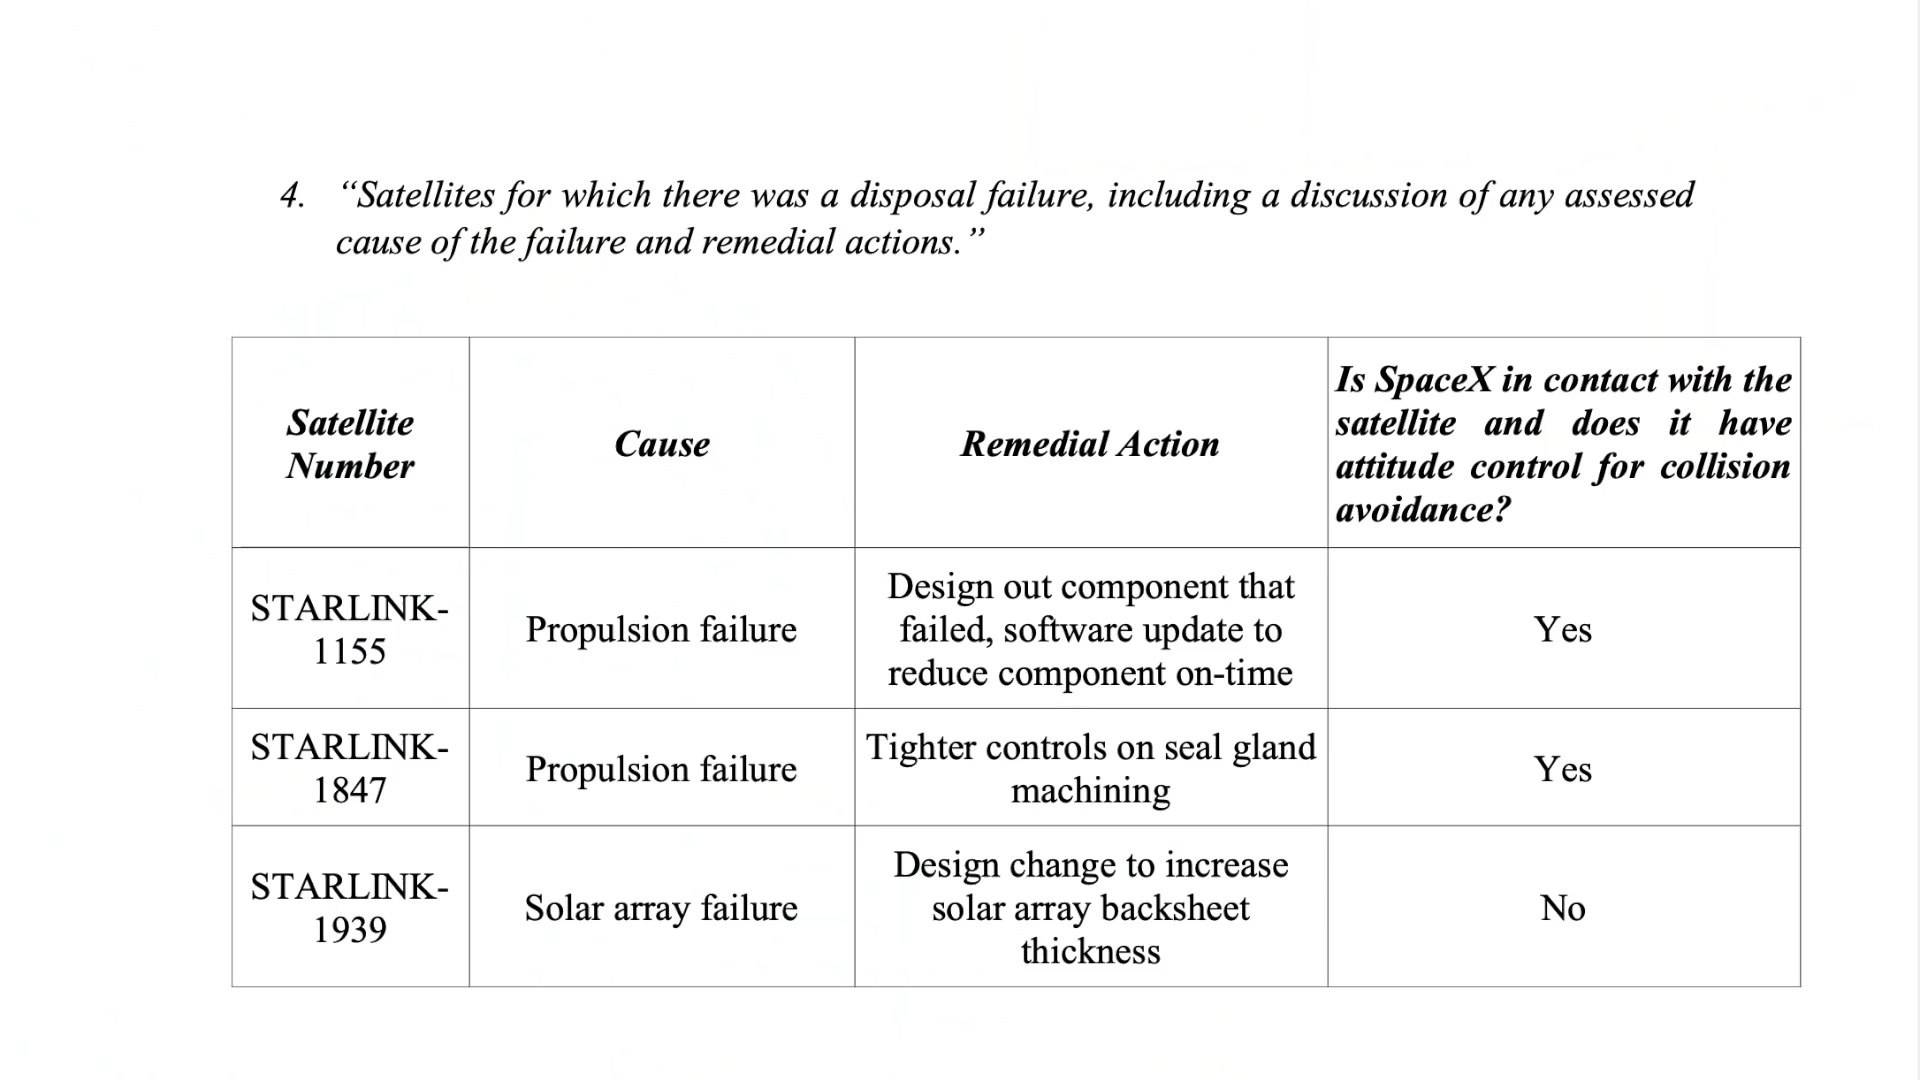 4. “Satellites for which there was a disposal failure, including a discussion of any assessed
cause of the failure and remedial actions.”
Satellite
Number
Cause
Remedial Action
Is SpaceX in contact with the
satellite and does it have
attitude control for collision
avoidance?
STARLINK-
1155
Propulsion failure
Design out component that
failed, software update to
reduce component on-time
Yes
STARLINK-
1847
Propulsion failure
Tighter controls on seal gland
machining
Yes
STARLINK-
1939
Solar array failure
Design change to increase
solar array backsheet
thickness
No